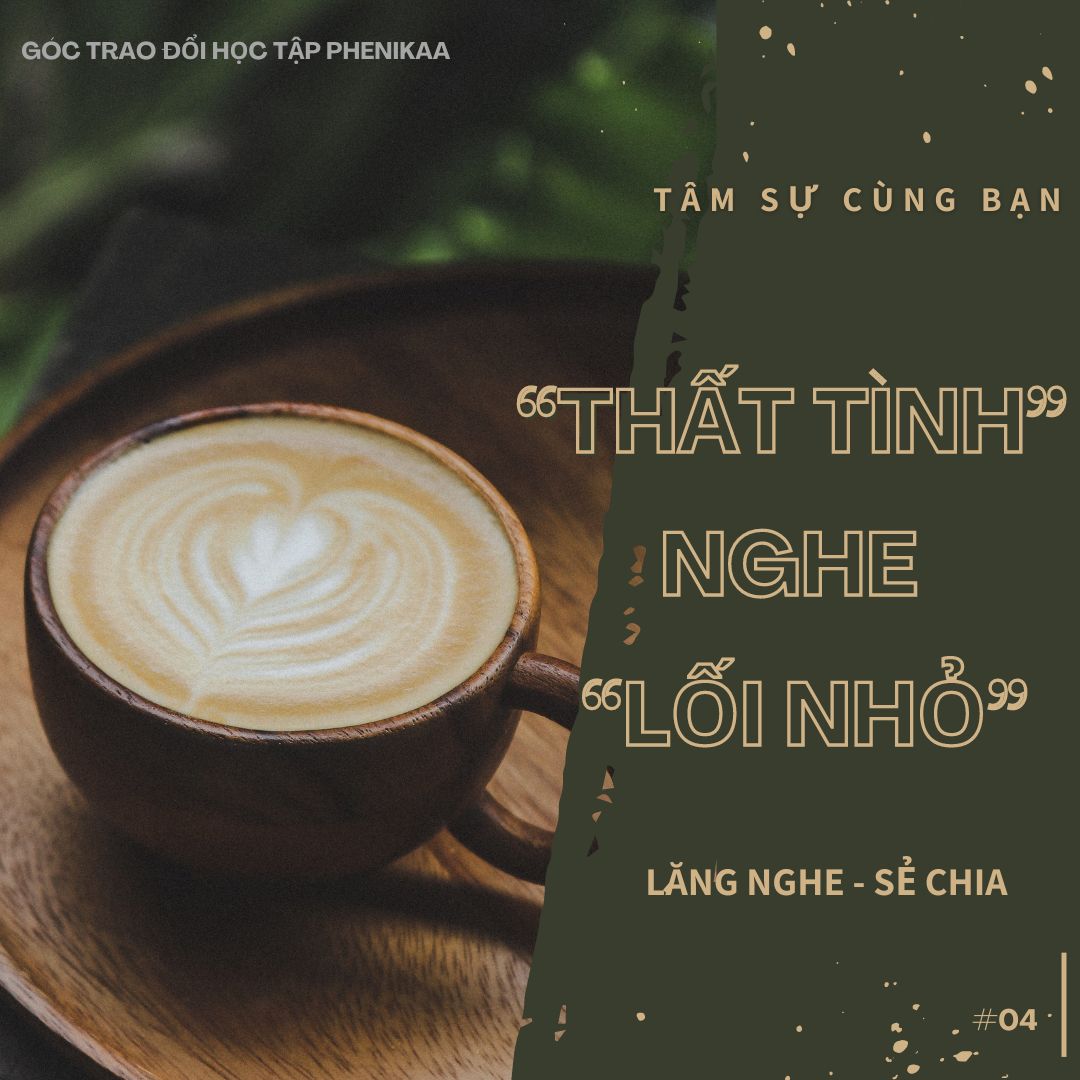 GÓC TRAO ĐỔI HỌC TẬP PHENIKAA
TÂM SỰ CÙNG BẠN
“THẤT TÌNH”
NGHE
“LỐI NHỎ”
LĂNG NGHE - SẺ CHIA
#04